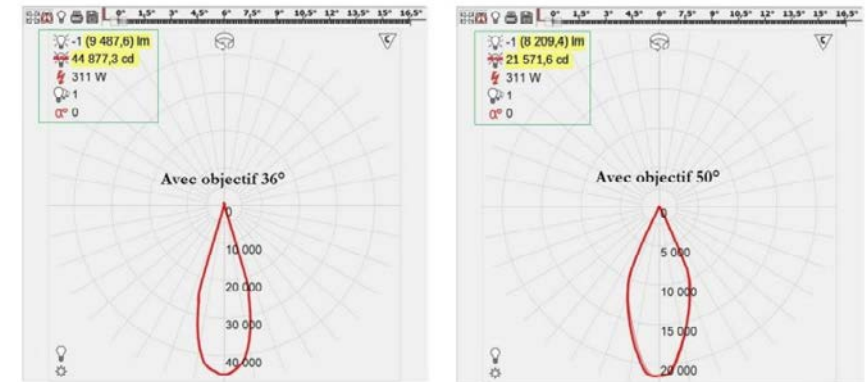 0° 1,5° 3° 4,5° 6° 7,5° 9° 10,5° 12° 13,5° 15° 16,5°
-1 (9 487,6) lm
44 877,3 cd
311 W
1
α° 0
C
Avec objectif 36°
0
10 000
20 000
30 000
40 000
0° 1,5° 3° 4,5° 6° 7,5° 9° 10,5° 12° 13,5° 15° 16,5°
-1 (8 209,4) lm
21 571,6 cd
311 W
1
α° 0
C
Avec objectif 50°
0
5 000
10 000
15 000
20 000